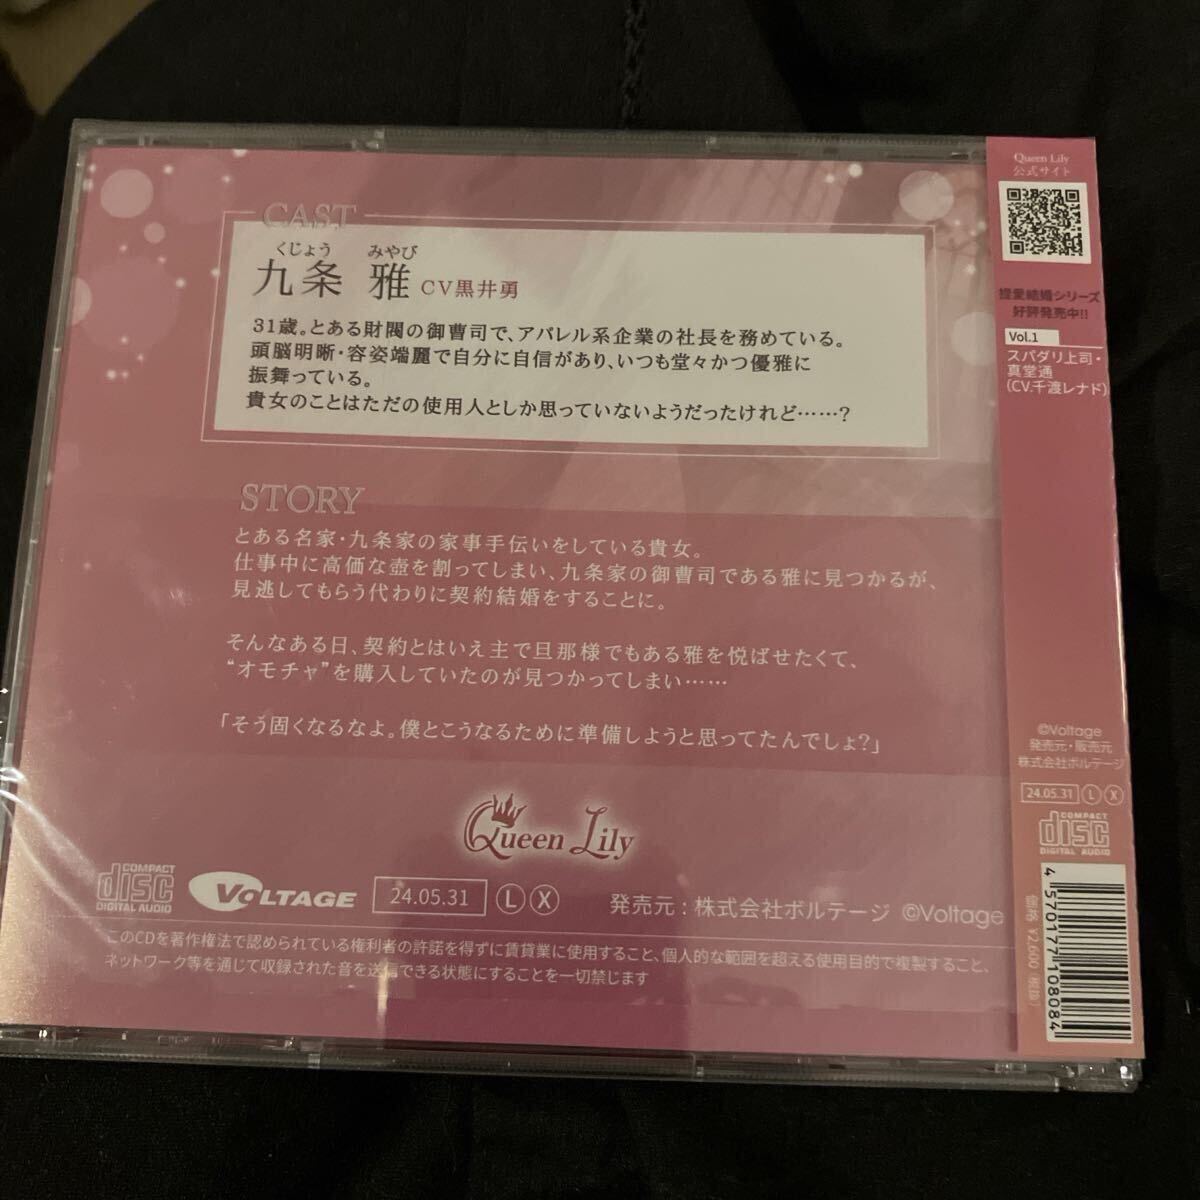 CAST
くじょう みやび
九条 雅 CV黒井勇
31歳。とある財閥の御曹司で、アパレル系企業の社長を務めている。
頭脳明晰・容姿端麗で自分に自信があり、いつも堂々かつ優雅に
振舞っている。
貴女のことはただの使用人としか思っていないようだったけれど……?
STORY
とある名家・九条家の家事手伝いをしている貴女。
仕事中に高価な壺を割ってしまい、九条家の御曹司である雅に見つかるが、
見逃してもらう代わりに契約結婚をすることに。
そんなある日、契約とはいえ主で旦那様でもある雅を悦ばせたくて、
“オモチャ”を購入していたのが見つかってしまい……
「そう固くなるなよ。僕とこうなるために準備しようと思ってたんでしょ?」
Queen Lily
COMPACT
disc
DIGITAL AUDIO
VOLTAGE
24.05.31 L X
発売元:株式会社ボルテージ ©Voltage
このCDを著作権法で認められている権利者の許諾を得ずに賃貸業に使用すること、個人的な範囲を超える使用目的で複製すること、
ネットワーク等を通じて収録された音を送信できる状態にすることを一切禁じます
Queen Lily
公式サイト
愛結婚シリーズ
好評発売中!!
Vol.1
スパダリ上司・
真堂通
(CV.千渡レナド)
©Voltage
発売元・販売元
株式会社ボルテージ
24.05.31 L X
COMPACT
disc
DIGITAL AUDIO
価格 ¥2,600(税抜)
4570177108084